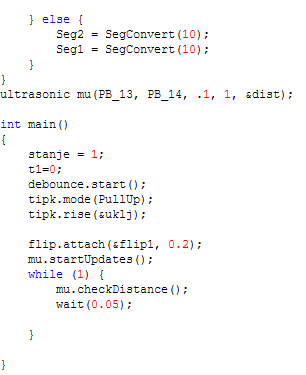 } else {
Seg2 = SegConvert(10);
Seg1 = SegConvert(10);
}
}
ultrasonic mu(PB_13, PB_14, .1, 1, &dist);
int main()
{
stanje = 1;
t1=0;
debounce.start();
tipk.mode(PullUp);
tipk.rise(&uklj);
flip.attach(&flip1, 0.2);
mu.startUpdates();
while (1) {
mu.checkDistance();
wait(0.05);
}
}